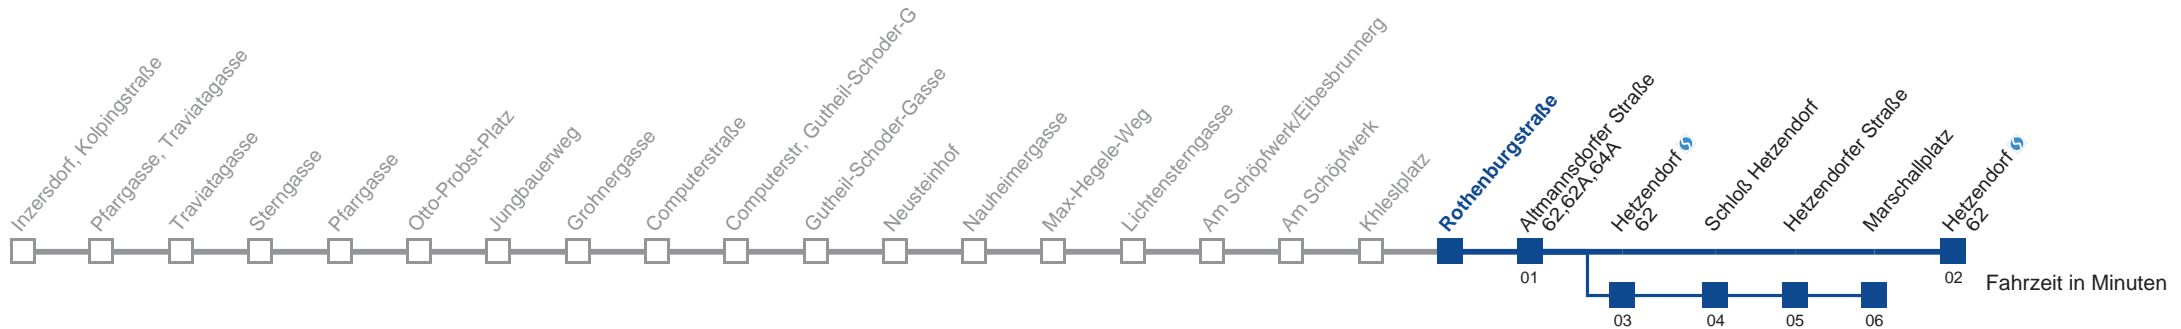 Inzersdorf, Kolpingstraße
Pfarrgasse, Traviatagasse
Traviatagasse
Sterngasse
Pfarrgasse
Otto-Probst-Platz
Jungbauerweg
Grohnergasse
Computerstraße
Computerstr, Gutheil-Schoder-G
Gutheil-Schoder-Gasse
Neusteinhof
Nauheimergasse
Max-Hegele-Weg
Lichtensterngasse
Am Schöpfwerk/Eibesbrunnerg
Am Schöpfwerk
Khleslplatz
Rothenburgstraße
Altmannsdorfer Straße
62,62A,64A
Hetzendorf
62
Schloß Hetzendorf
Hetzendorfer Straße
Marschallplatz
Hetzendorf
62
01
02
Fahrzeit in Minuten
03
04
05
06